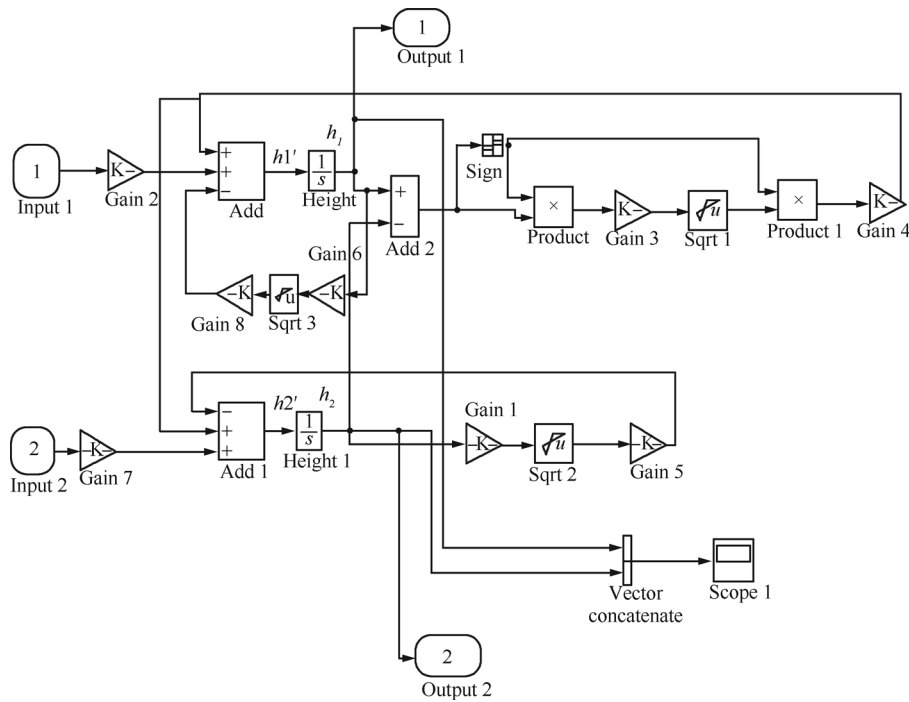 1
Output 1
1
Input 1
K-
Gain 2
+
+
−
Add
h1'
1
s
Height
h1
+
−
Add 2
Sign
×
Product
K-
Gain 3
√u
Sqrt 1
×
Product 1
K-
Gain 4
Gain 6
-K
Gain 8
√u
Sqrt 3
-K
2
Input 2
-K-
Gain 7
−
+
+
Add 1
h2'
1
s
Height 1
h2
Gain 1
-K-
√u
Sqrt 2
-K-
Gain 5
Vector
concatenate
Scope 1
2
Output 2